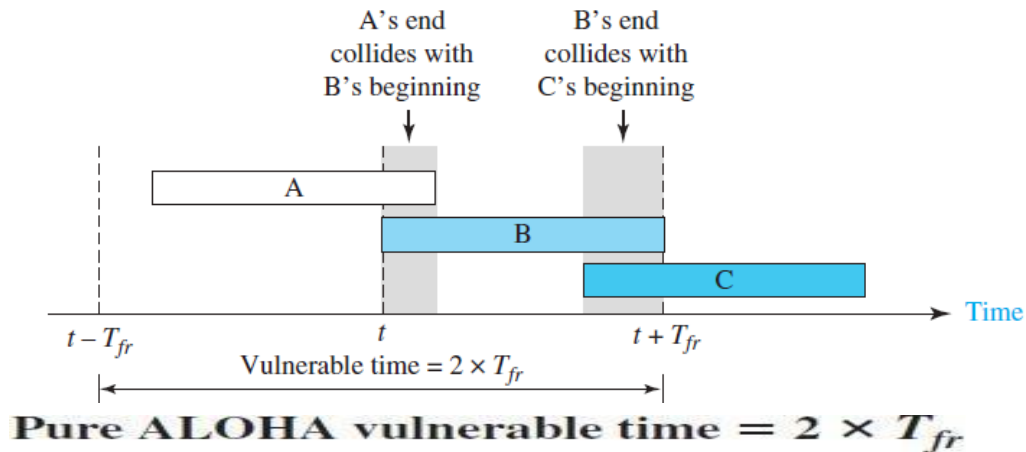 A’s end
collides with
B’s beginning
B’s end
collides with
C’s beginning
A
B
C
Time
t – Tfr
t
t + Tfr
Vulnerable time = 2 × Tfr
Pure ALOHA vulnerable time = 2 × Tfr